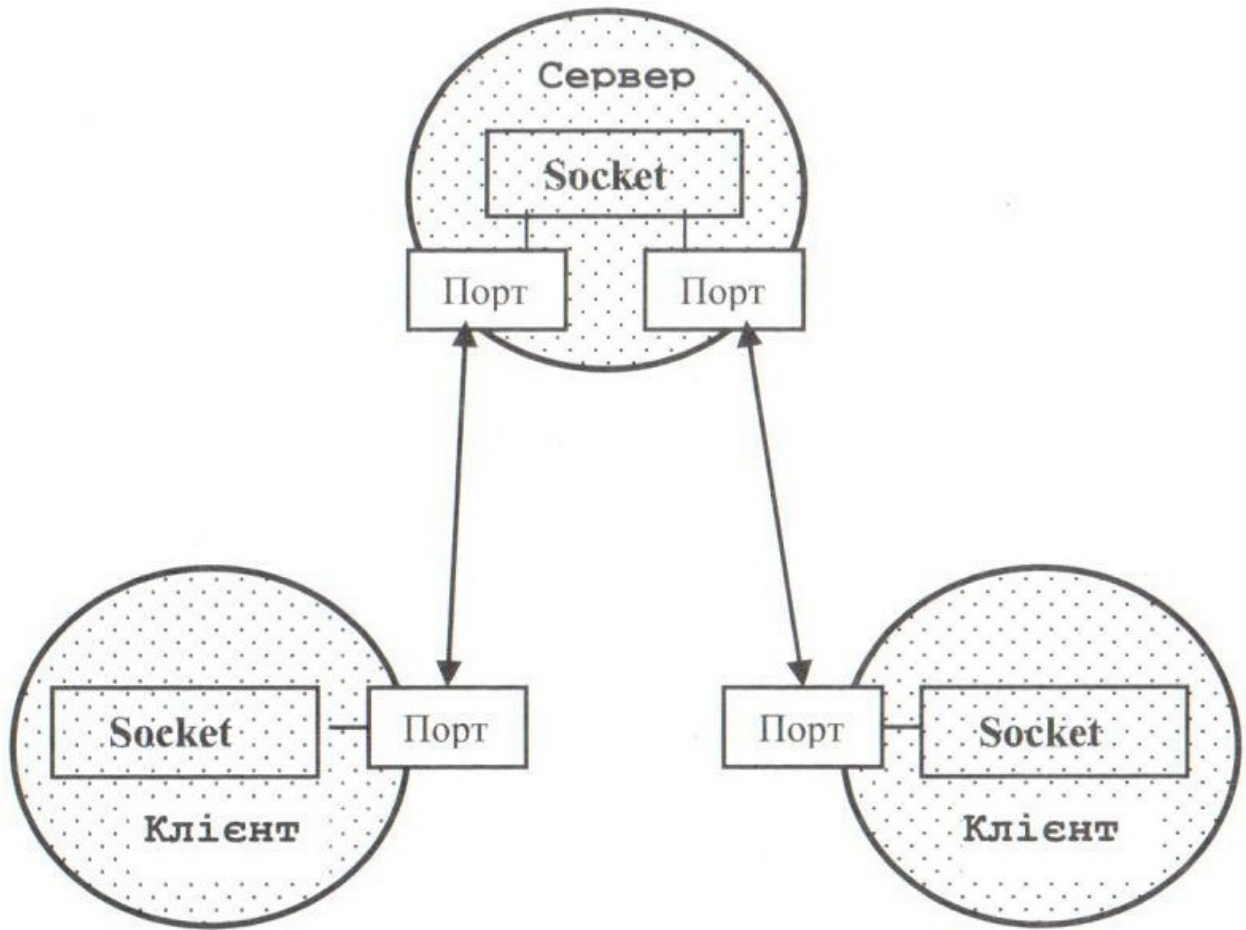 Сервер
Socket
Порт Порт
Socket Порт Порт Socket
Клієнт Клієнт